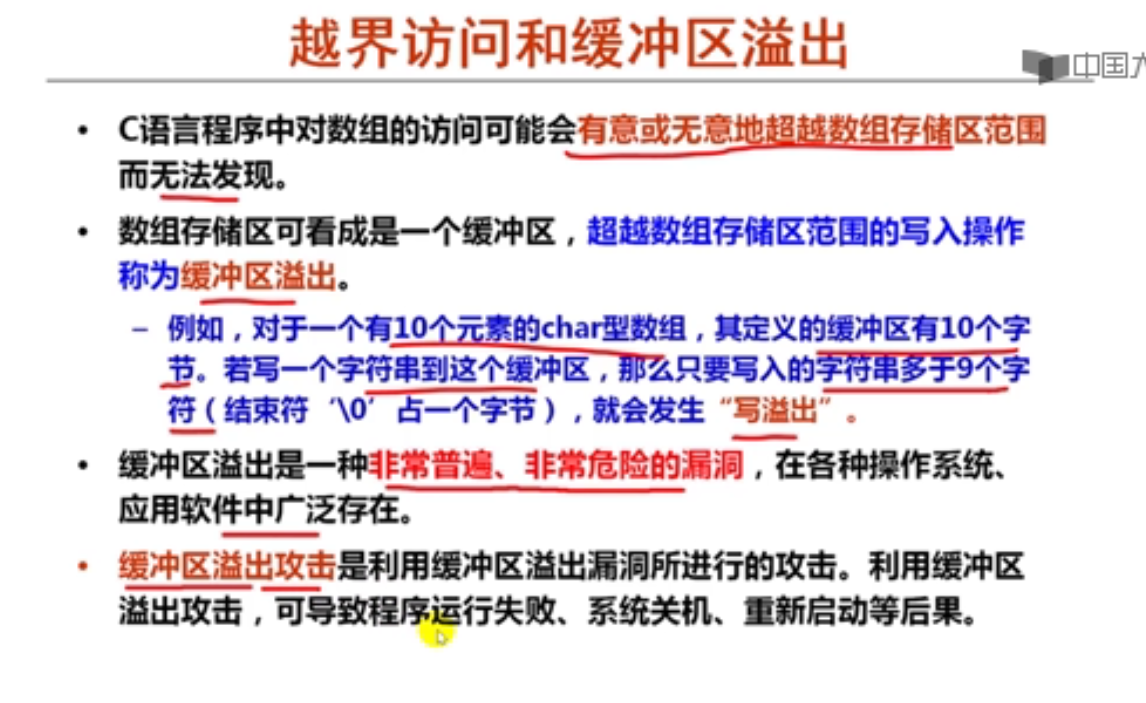 越界访问和缓冲区溢出
中国大
• C语言程序中对数组的访问可能会有意或无意地超越数组存储区范围
而无法发现。
• 数组存储区可看成是一个缓冲区，超越数组存储区范围的写入操作
称为缓冲区溢出。
– 例如，对于一个有10个元素的char型数组，其定义的缓冲区有10个字
节。若写一个字符串到这个缓冲区，那么只要写入的字符串多于9个字
符（结束符‘\0’占一个字节），就会发生“写溢出”。
• 缓冲区溢出是一种非常普遍、非常危险的漏洞，在各种操作系统、
应用软件中广泛存在。
• 缓冲区溢出攻击是利用缓冲区溢出漏洞所进行的攻击。利用缓冲区
溢出攻击，可导致程序运行失败、系统关机、重新启动等后果。